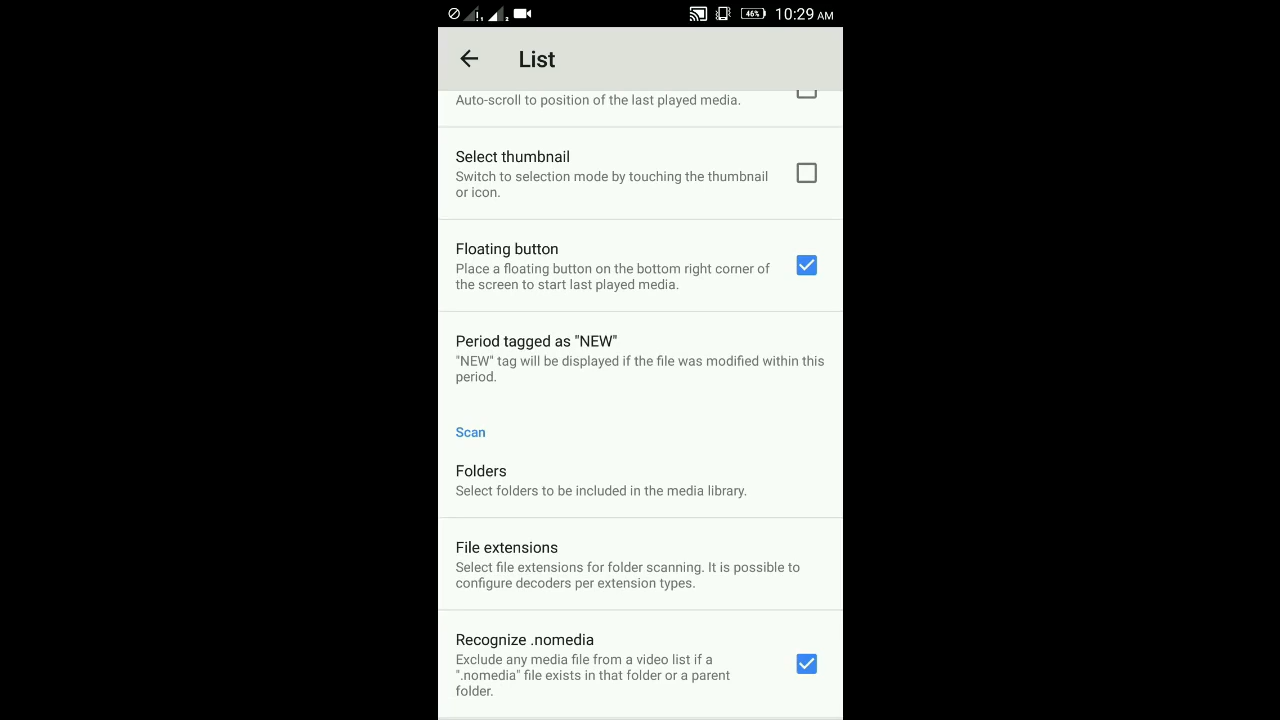 46%
10:29 AM
List
Auto-scroll to position of the last played media.
Select thumbnail
Switch to selection mode by touching the thumbnail
or icon.
Floating button
Place a floating button on the bottom right corner of
the screen to start last played media.
Period tagged as "NEW"
"NEW" tag will be displayed if the file was modified within this
period.
Scan
Folders
Select folders to be included in the media library.
File extensions
Select file extensions for folder scanning. It is possible to
configure decoders per extension types.
Recognize .nomedia
Exclude any media file from a video list if a
".nomedia" file exists in that folder or a parent
folder.